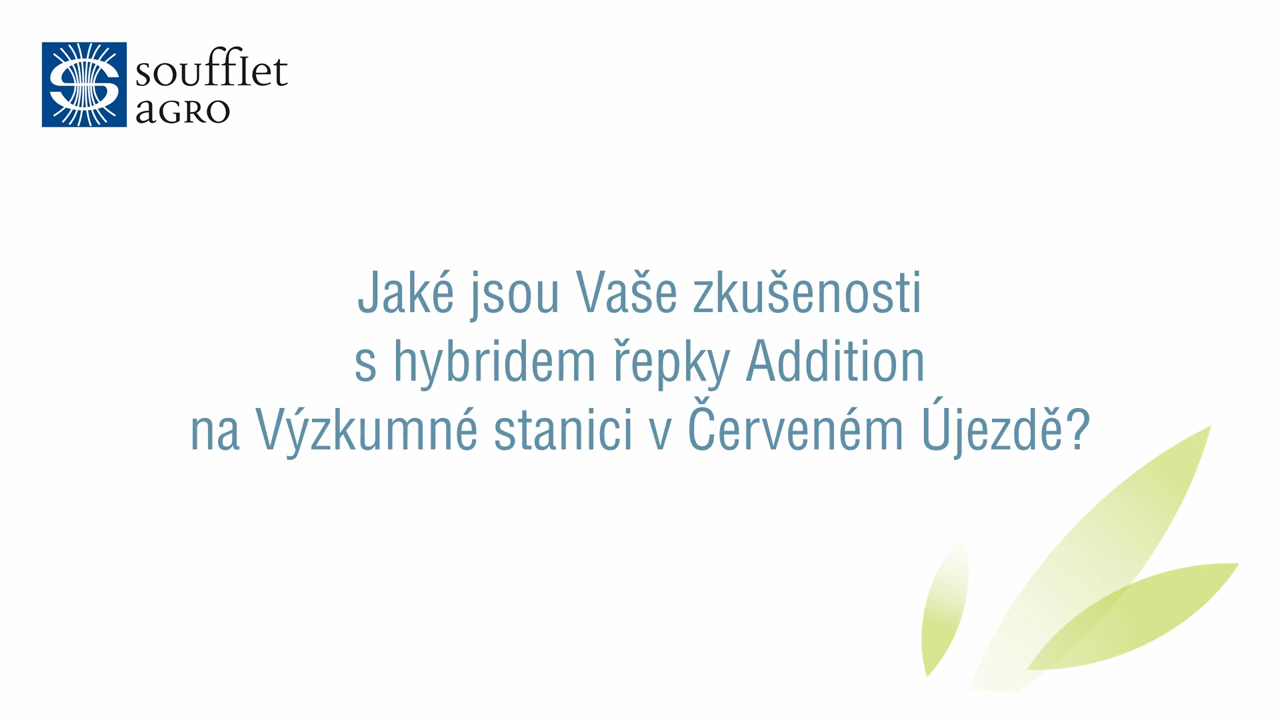 soufflet
AGRO
Jaké jsou Vaše zkušenosti
s hybridem řepky Addition
na Výzkumné stanici v Červeném Újezdě?